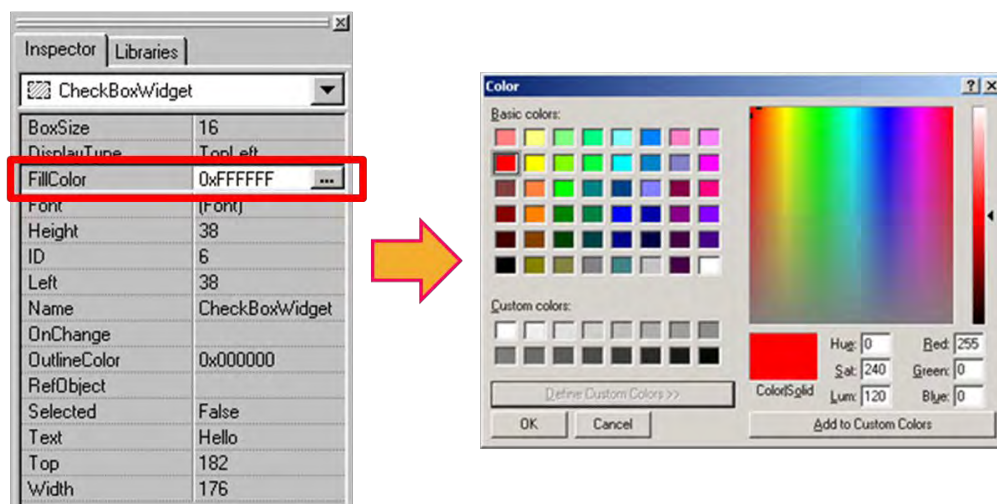 Inspector Libraries
CheckBoxWidget
BoxSize 16
DisplayType TopLeft
FillColor 0xFFFFFF ...
Font (Font)
Height 38
ID 6
Left 38
Name CheckBoxWidget
OnChange
OutlineColor 0x000000
RefObject
Selected False
Text Hello
Top 182
Width 176
Color
Basic colors:
Custom colors:
Define Custom Colors >>
OK Cancel
Color|Solid
Hue: 0 Red: 255
Sat: 240 Green: 0
Lum: 120 Blue: 0
Add to Custom Colors